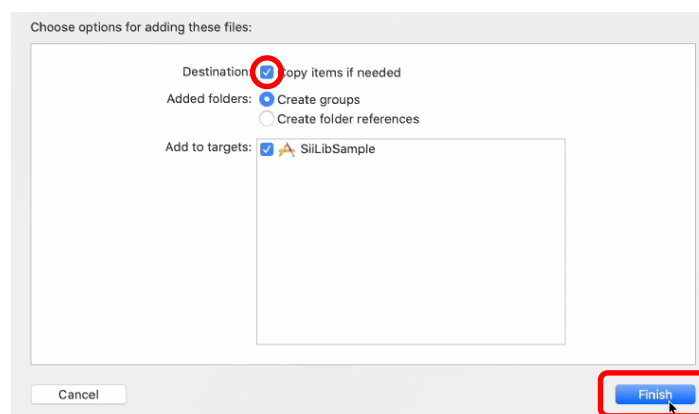 Choose options for adding these files:
Destination: Copy items if needed
Added folders: Create groups
Create folder references
Add to targets: SiiLibSample
Cancel
Finish